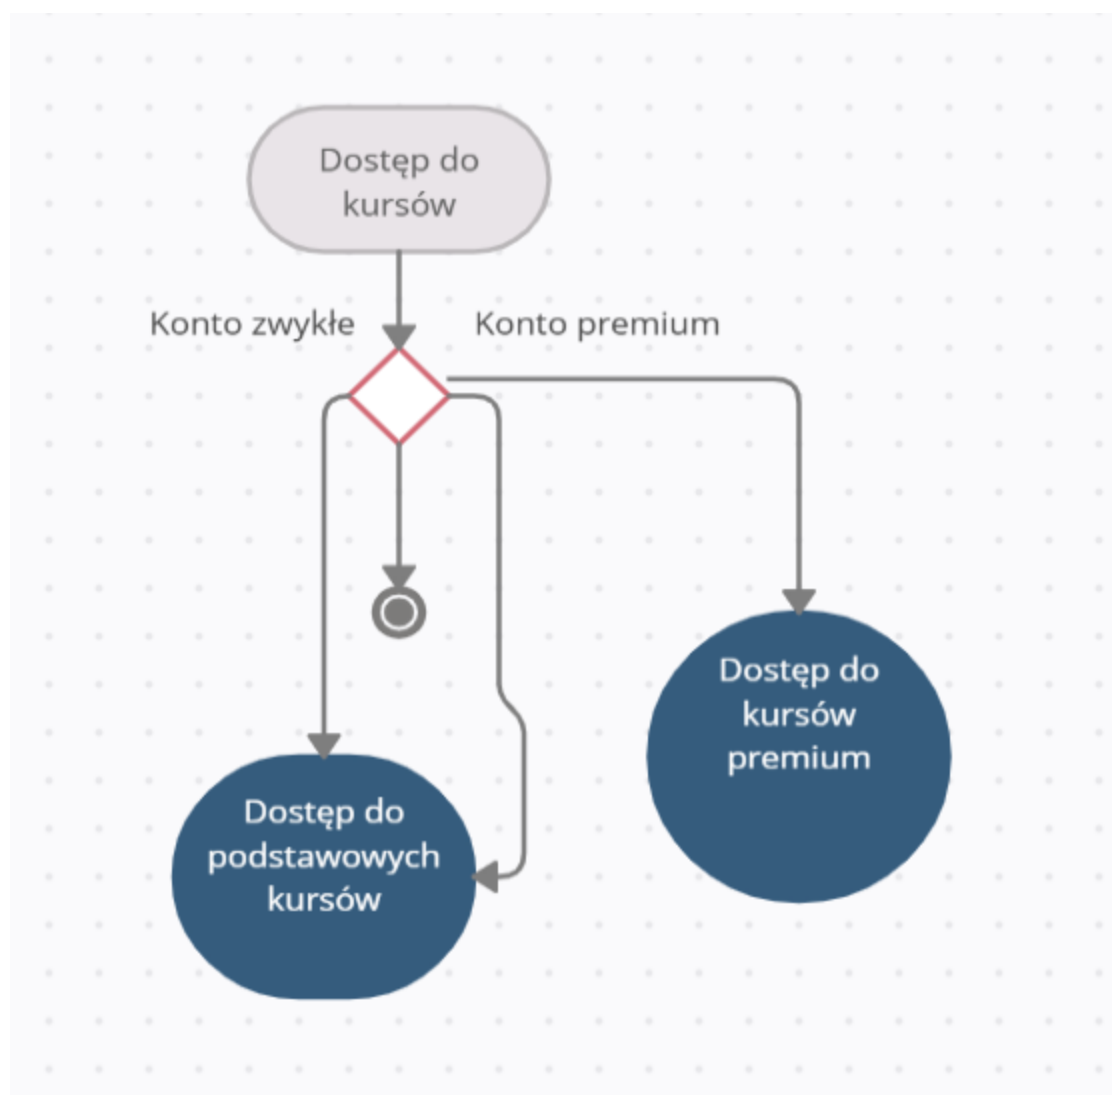 Dostęp do
kursów
Konto zwykłe
Konto premium
Dostęp do
kursów
premium
Dostęp do
podstawowych
kursów